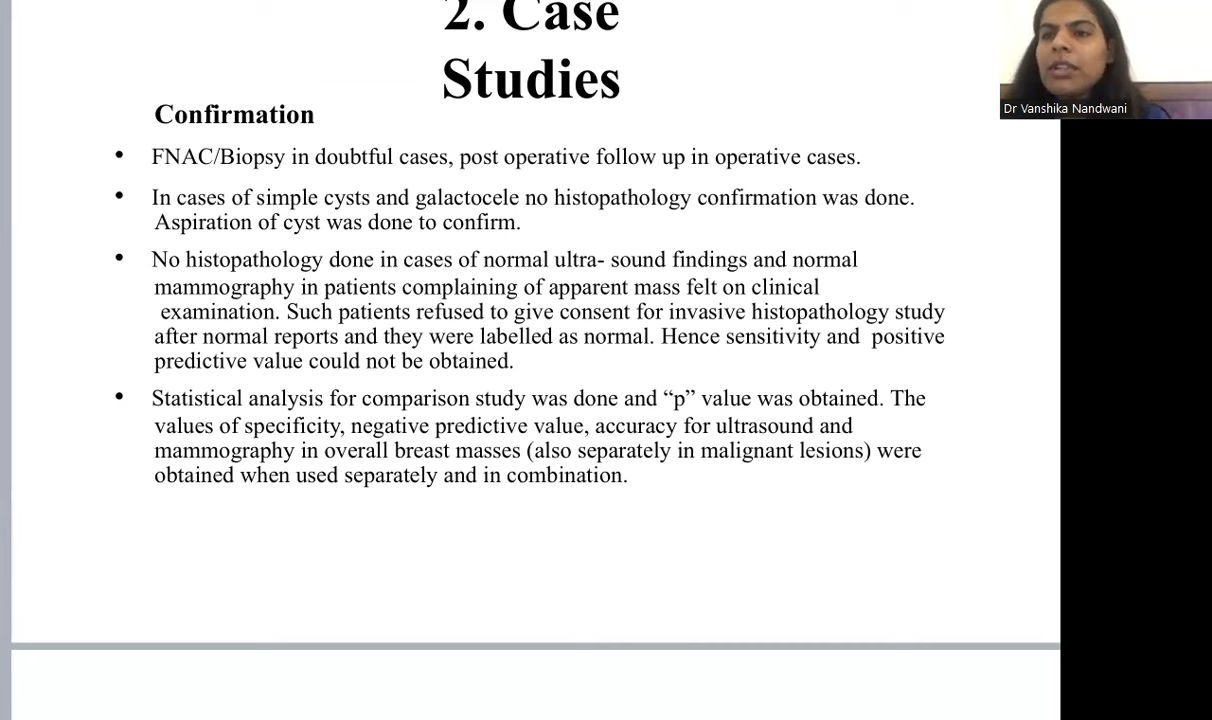 2. Case
Studies
Dr Vanshika Nandwani
Confirmation
• FNAC/Biopsy in doubtful cases, post operative follow up in operative cases.
• In cases of simple cysts and galactocele no histopathology confirmation was done.
Aspiration of cyst was done to confirm.
• No histopathology done in cases of normal ultra- sound findings and normal
mammography in patients complaining of apparent mass felt on clinical
examination. Such patients refused to give consent for invasive histopathology study
after normal reports and they were labelled as normal. Hence sensitivity and positive
predictive value could not be obtained.
• Statistical analysis for comparison study was done and “p” value was obtained. The
values of specificity, negative predictive value, accuracy for ultrasound and
mammography in overall breast masses (also separately in malignant lesions) were
obtained when used separately and in combination.